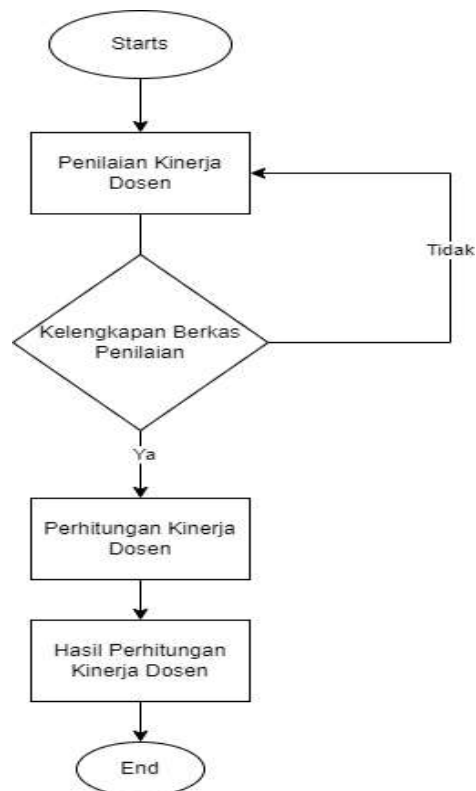 Starts
Penilaian Kinerja
Dosen
Tidak
Kelengkapan Berkas
Penilaian
Ya
Perhitungan Kinerja
Dosen
Hasil Perhitungan
Kinerja Dosen
End